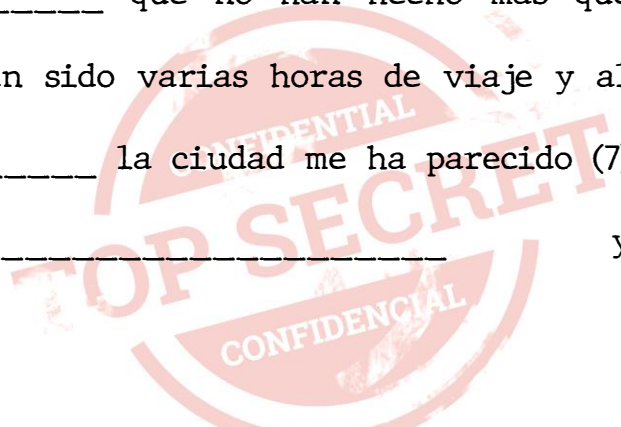 _____ que no han hecho más que
n sido varias horas de viaje y al
_____ la ciudad me ha parecido (7)
____________________ y
CONFIDENTIAL
TOP SECRET
CONFIDENCIAL